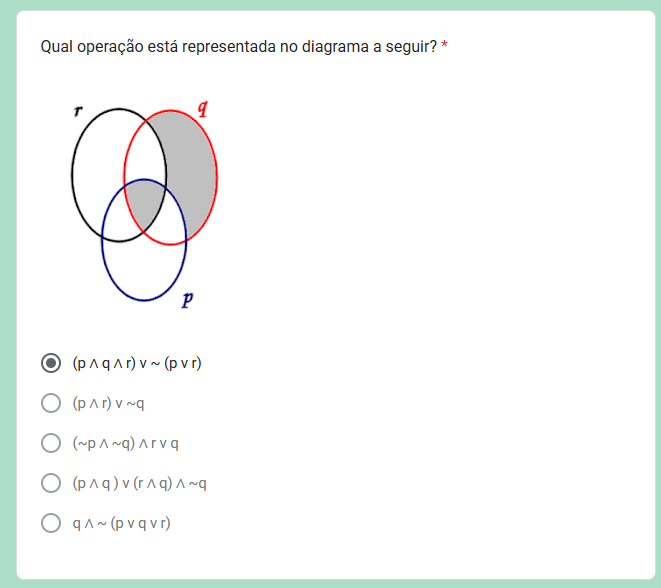 Qual operação está representada no diagrama a seguir? *
r
q
p
(p ∧ q ∧ r) v ~ (p v r)
(p ∧ r) v ~q
(~p ∧ ~q) ∧ r v q
(p ∧ q ) v (r ∧ q) ∧ ~q
q ∧ ~ (p v q v r)